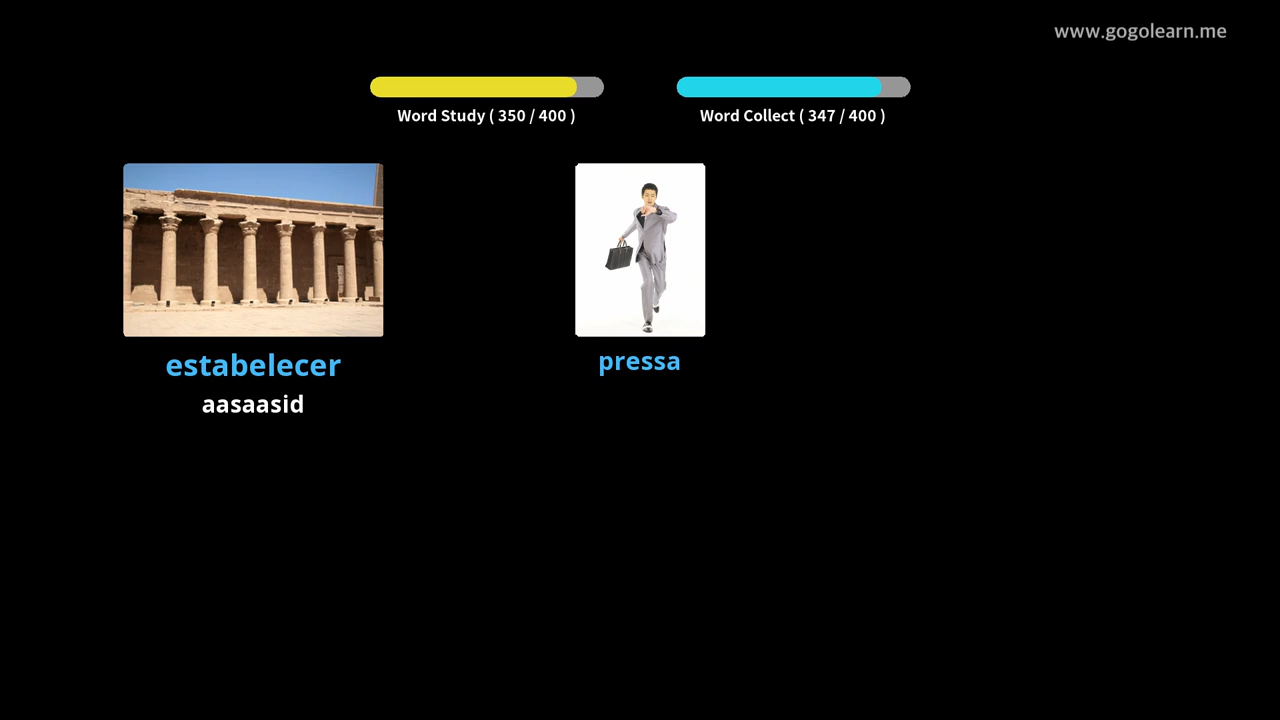 www.gogolearn.me
Word Study ( 350 / 400 )
Word Collect ( 347 / 400 )
estabelecer
aasaasid
pressa